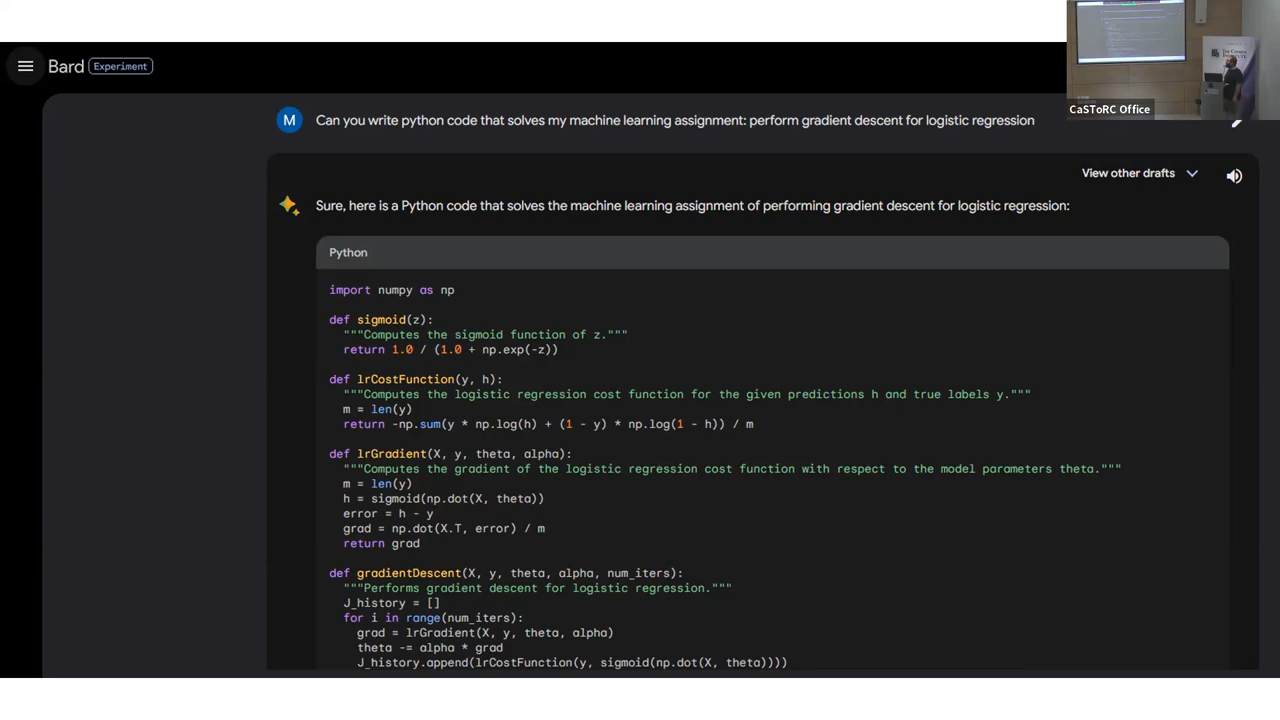 Bard Experiment
CaSToRC Office
M
Can you write python code that solves my machine learning assignment: perform gradient descent for logistic regression
View other drafts
Sure, here is a Python code that solves the machine learning assignment of performing gradient descent for logistic regression:
Python
import numpy as np
def sigmoid(z):
"""Computes the sigmoid function of z."""
return 1.0 / (1.0 + np.exp(-z))
def lrCostFunction(y, h):
"""Computes the logistic regression cost function for the given predictions h and true labels y."""
m = len(y)
return -np.sum(y * np.log(h) + (1 - y) * np.log(1 - h)) / m
def lrGradient(X, y, theta, alpha):
"""Computes the gradient of the logistic regression cost function with respect to the model parameters theta."""
m = len(y)
h = sigmoid(np.dot(X, theta))
error = h - y
grad = np.dot(X.T, error) / m
return grad
def gradientDescent(X, y, theta, alpha, num_iters):
"""Performs gradient descent for logistic regression."""
J_history = []
for i in range(num_iters):
grad = lrGradient(X, y, theta, alpha)
theta -= alpha * grad
J_history.append(lrCostFunction(y, sigmoid(np.dot(X, theta))))